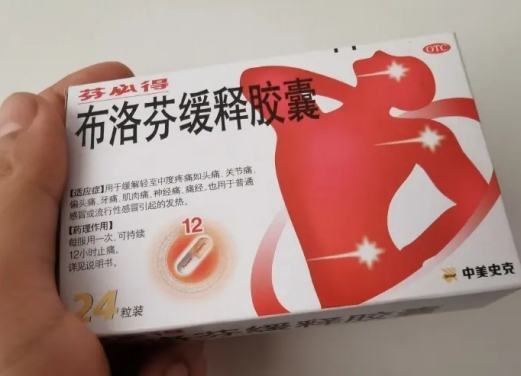 芬必得
OTC
布洛芬缓释胶囊
【适应症】用于缓解轻至中度疼痛如头痛、关节痛、
偏头痛、牙痛、肌肉痛、神经痛、痛经。也用于普通
感冒或流行性感冒引起的发热。
【药理作用】
每服用一次，可持续
12小时止痛。
详见说明书。
12
24粒装
中美史克
芬必得 布洛芬缓释胶囊